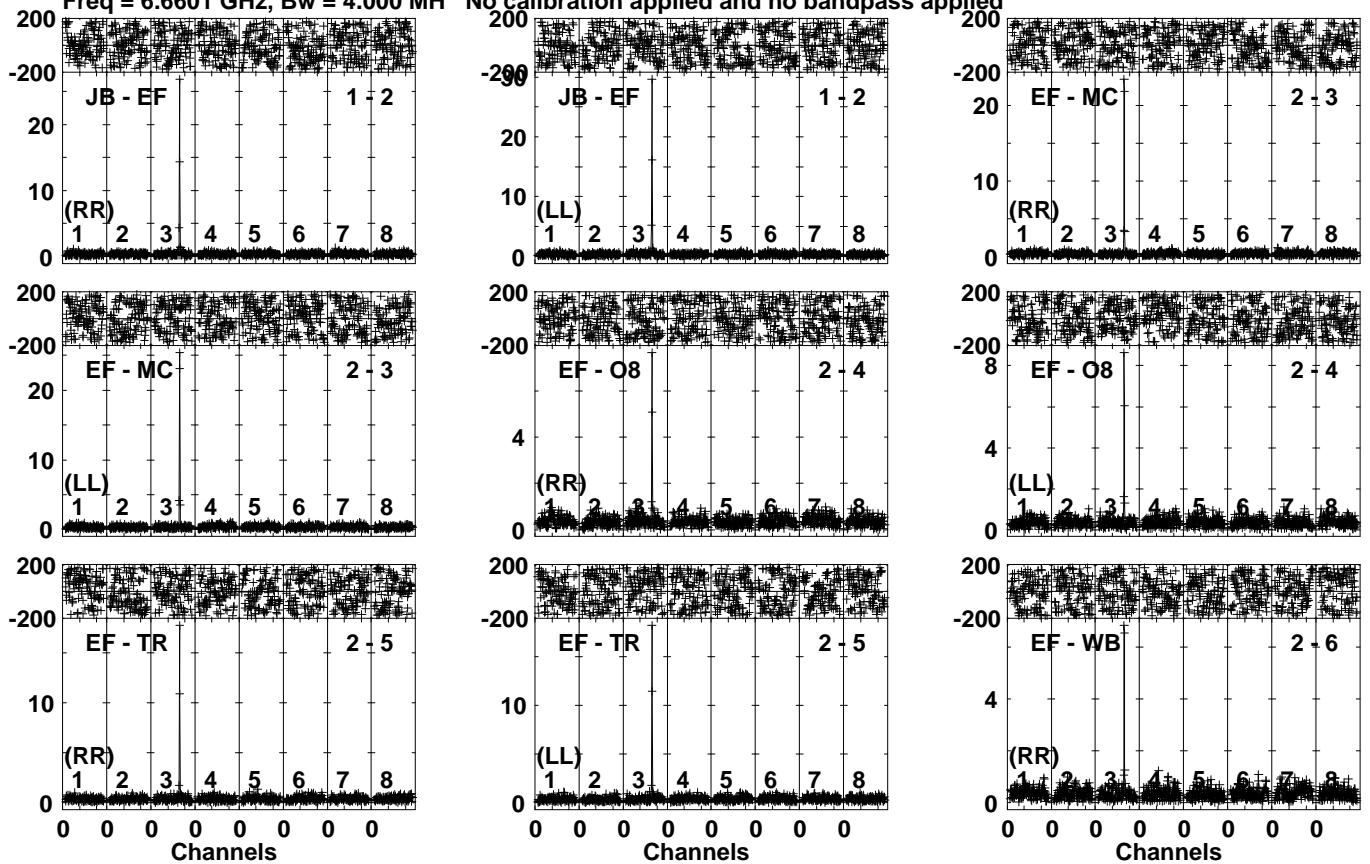 Freq = 6.6601 GHz, Bw = 4.000 MH No calibration applied and no bandpass applied
200 200 200
-200 -200 -200
30
JB - EF 1 - 2 JB - EF 1 - 2 EF - MC 2 - 3
20 20 20
10 10 10
(RR) (LL) (RR)
1 2 3 4 5 6 7 8 1 2 3 4 5 6 7 8 1 2 3 4 5 6 7 8
0 0 0
200 200 200
-200 -200 -200
EF - MC 2 - 3 EF - O8 2 - 4 EF - O8 2 - 4
8
20
4 4
10
(LL) (RR) (LL)
1 2 3 4 5 6 7 8 1 2 3 4 5 6 7 8 1 2 3 4 5 6 7 8
0 0 0
200 200 200
-200 -200 -200
EF - TR 2 - 5 EF - TR 2 - 5 EF - WB 2 - 6
10 10 4
(RR) (LL) (RR)
1 2 3 4 5 6 7 8 1 2 3 4 5 6 7 8 1 2 3 4 5 6 7 8
0 0 0
0 0 0 0 0 0 0 0 0 0 0 0 0 0 0 0 0 0 0 0 0 0 0 0
Channels Channels Channels